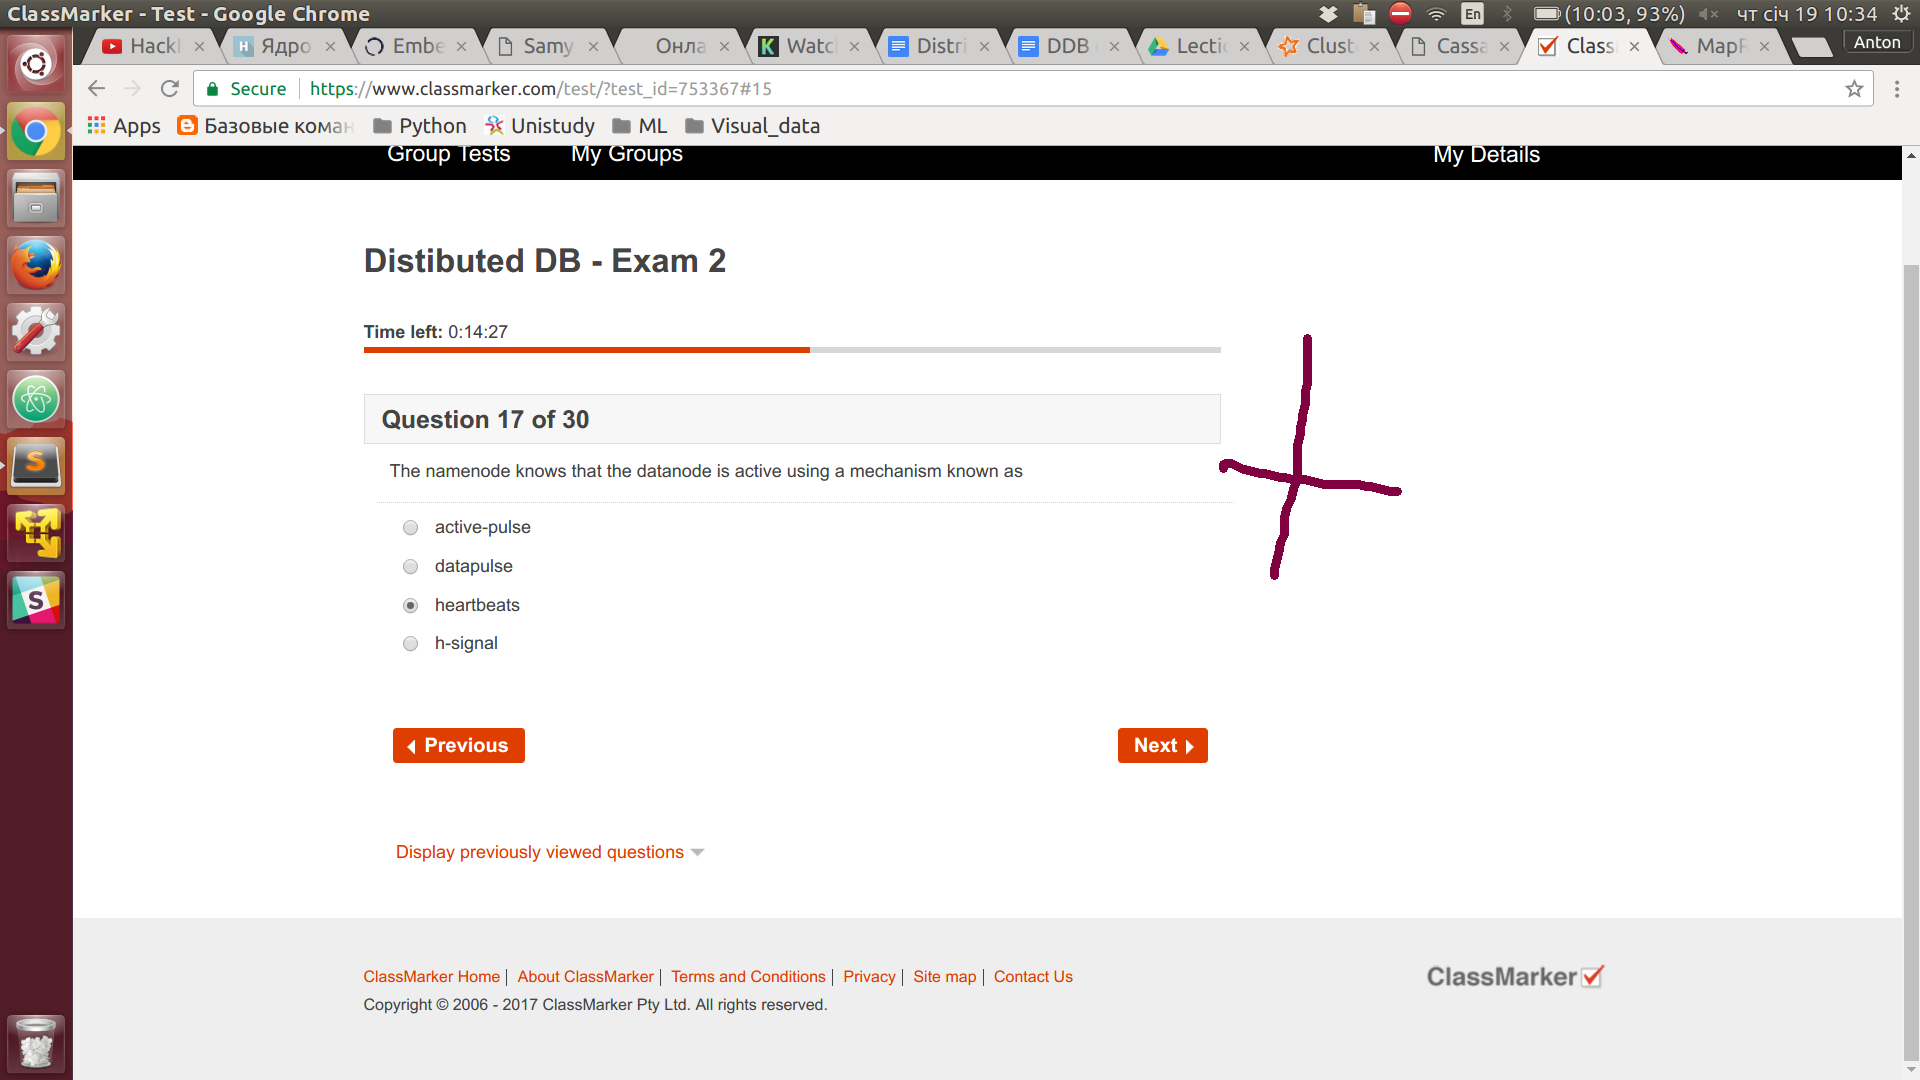 ClassMarker - Test - Google Chrome
En
(10:03, 93%)
чт січ 19 10:34
Hackl
Ядро
Embe
Samy
Онла
Watcl
Distri
DDB
Lectio
Clust
Cassa
Class
MapR
Anton
Secure
https://www.classmarker.com/test/?test_id=753367#15
Apps
Базовые коман
Python
Unistudy
ML
Visual_data
Group Tests
My Groups
My Details
Distibuted DB - Exam 2
Time left: 0:14:27
Question 17 of 30
The namenode knows that the datanode is active using a mechanism known as
active-pulse
datapulse
heartbeats
h-signal
Previous
Next
Display previously viewed questions
ClassMarker Home | About ClassMarker | Terms and Conditions | Privacy | Site map | Contact Us
ClassMarker
Copyright © 2006 - 2017 ClassMarker Pty Ltd. All rights reserved.